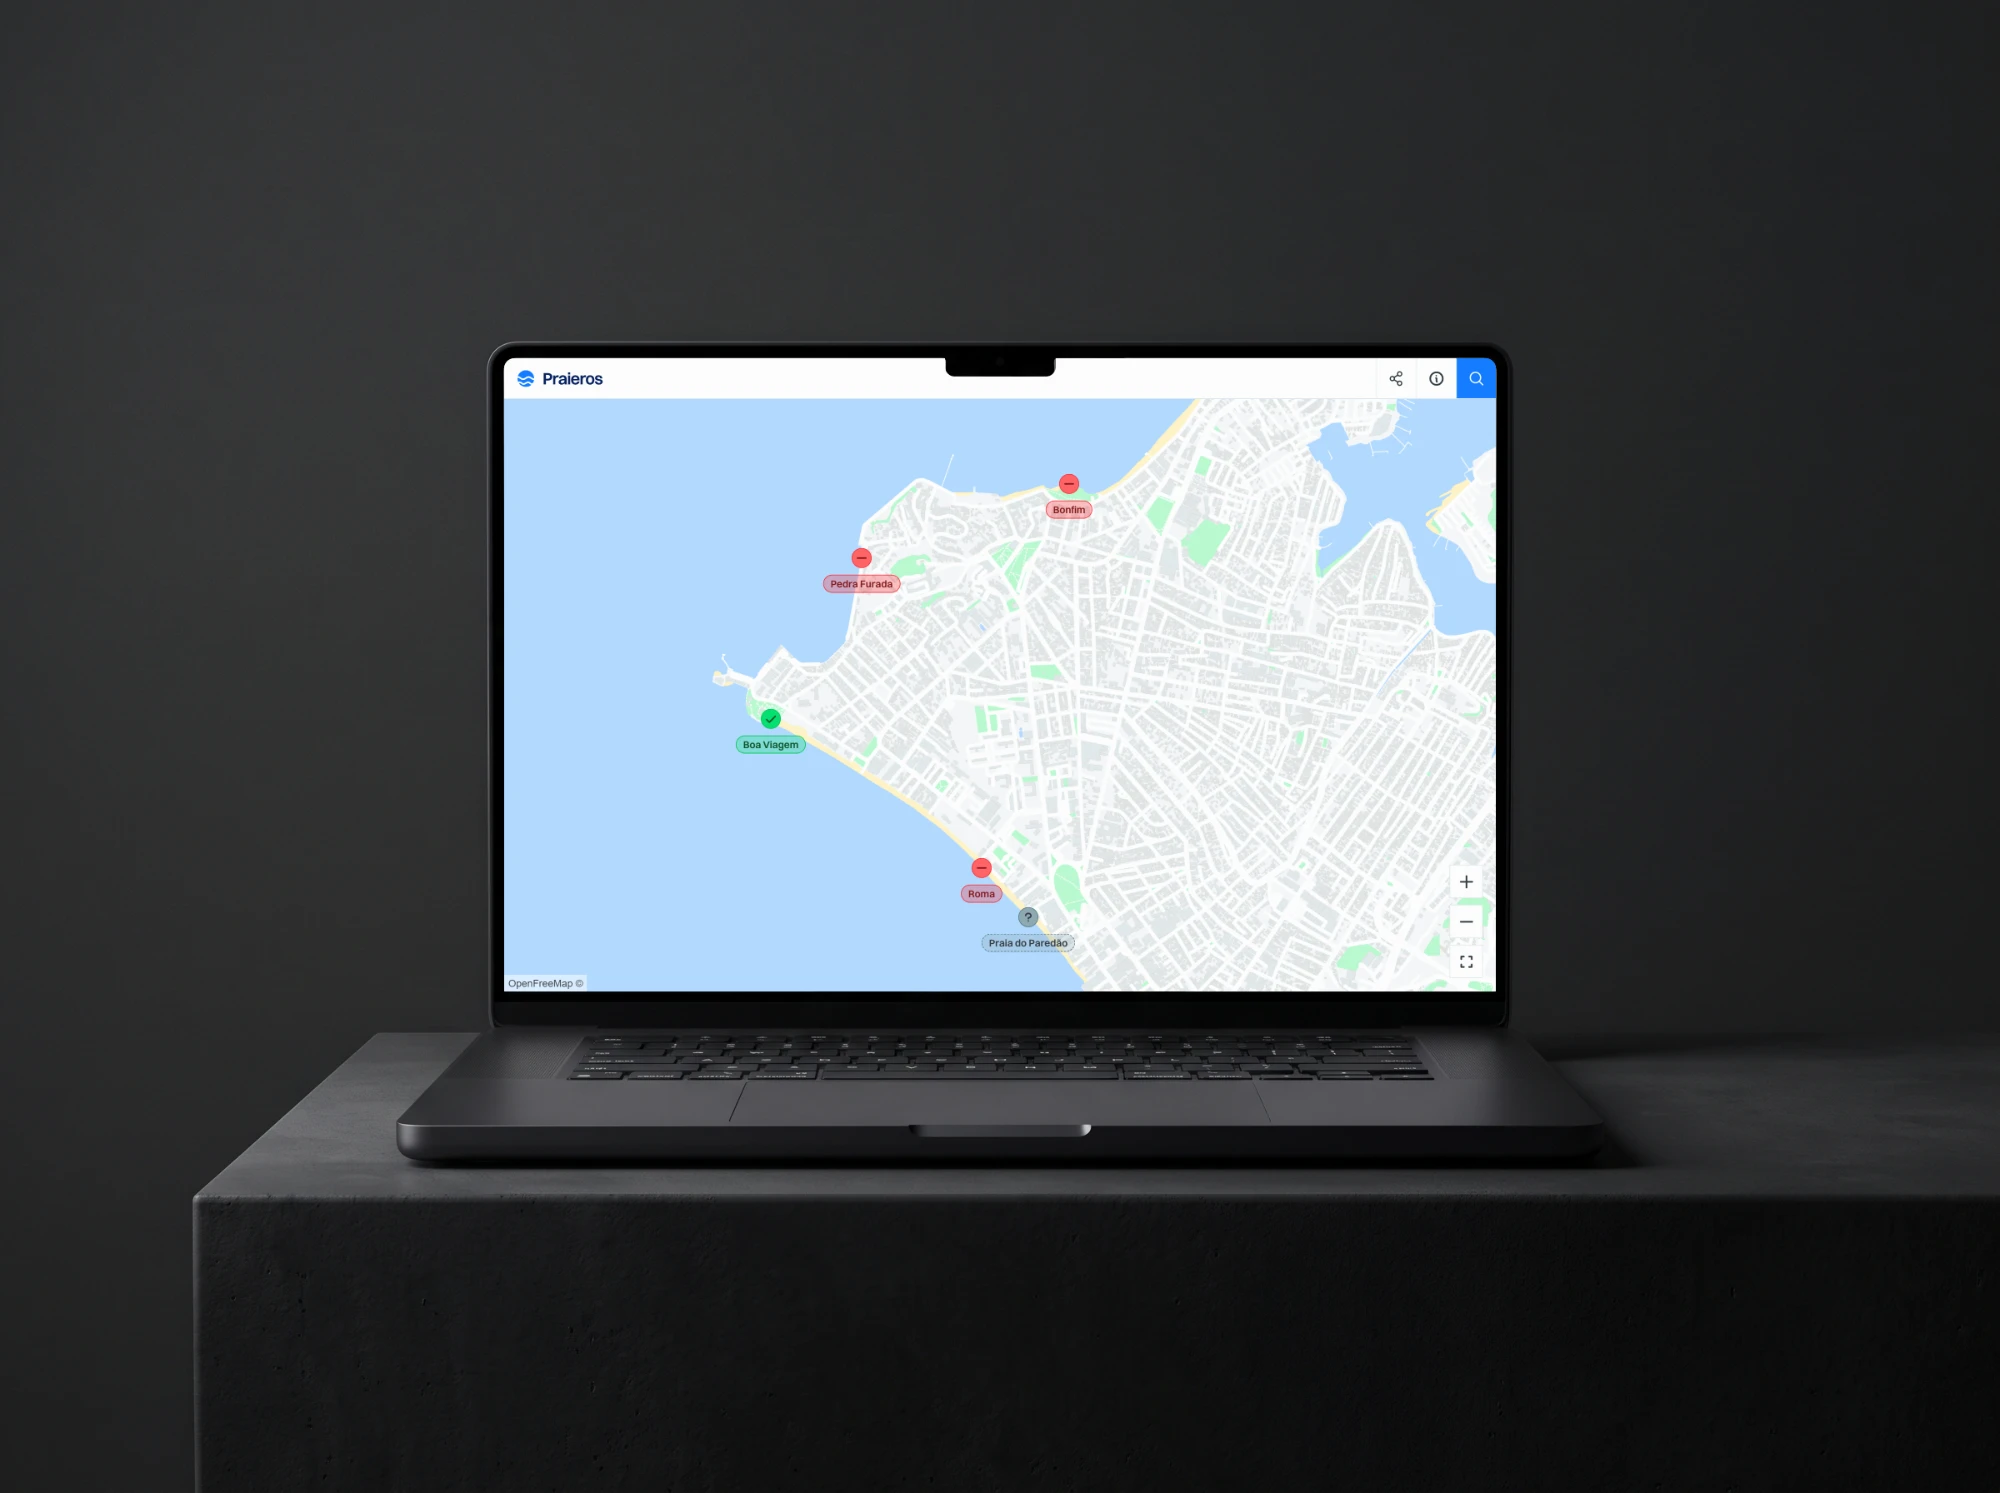 Praieros
Bonfim
Pedra Furada
Boa Viagem
Roma
?
Praia do Paredão
OpenFreeMap ©